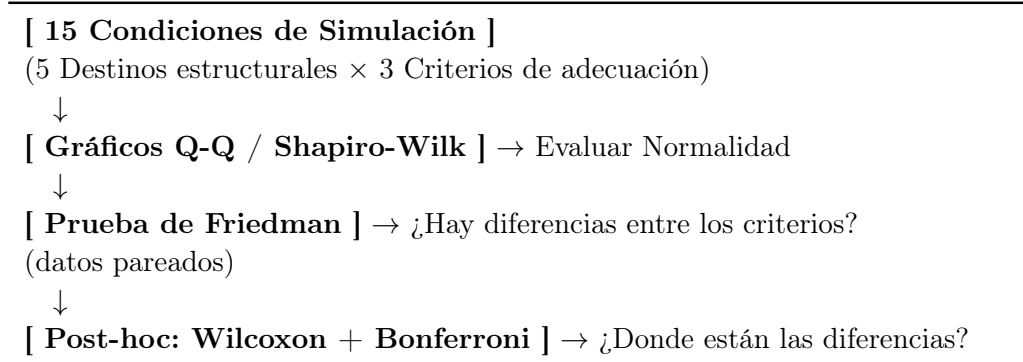 [ 15 Condiciones de Simulación ]
(5 Destinos estructurales × 3 Criterios de adecuación)
↓
[ Gráficos Q-Q / Shapiro-Wilk ] → Evaluar Normalidad
↓
[ Prueba de Friedman ] → ¿Hay diferencias entre los criterios?
(datos pareados)
↓
[ Post-hoc: Wilcoxon + Bonferroni ] → ¿Donde están las diferencias?